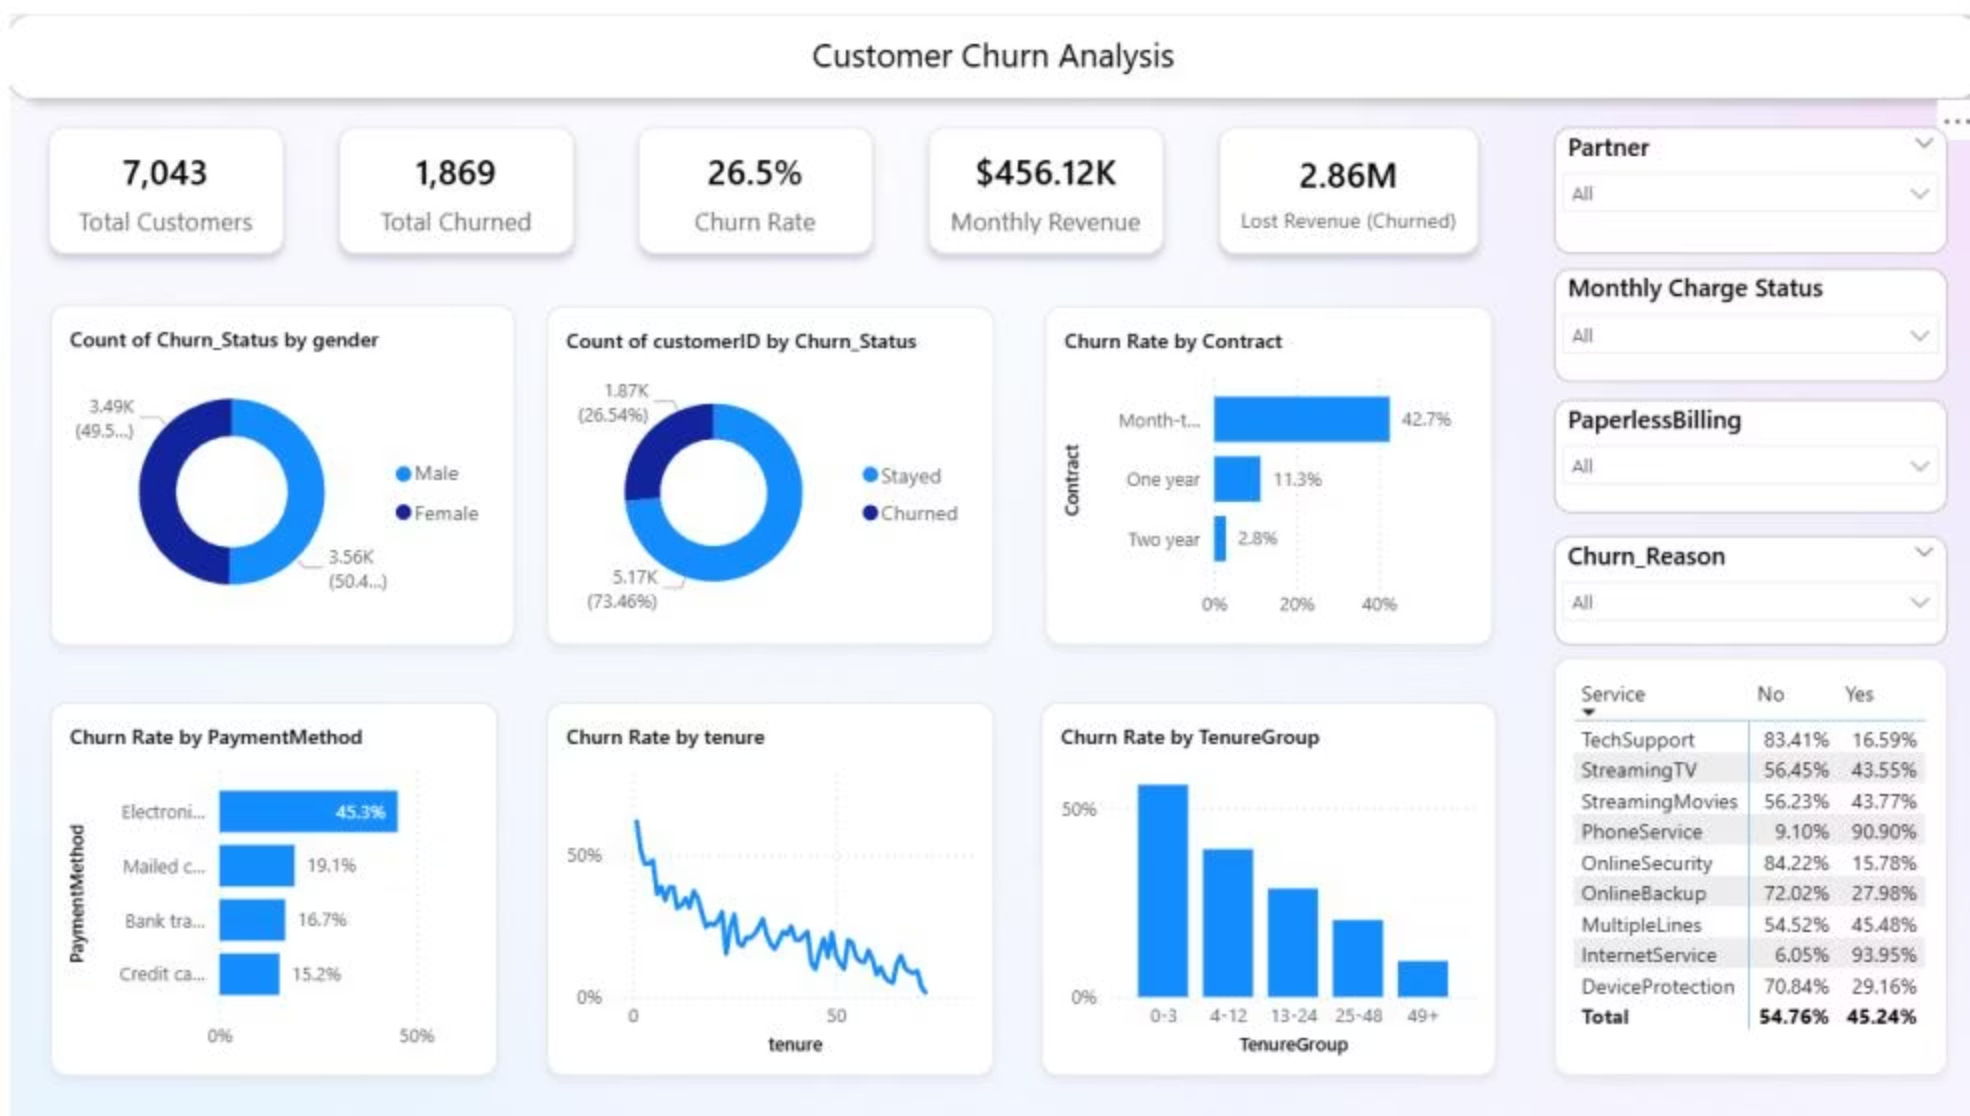 Customer Churn Analysis
...
7,043
Total Customers
1,869
Total Churned
26.5%
Churn Rate
$456.12K
Monthly Revenue
2.86M
Lost Revenue (Churned)
Partner
All
Monthly Charge Status
All
PaperlessBilling
All
Churn_Reason
All
Count of Churn_Status by gender
3.49K
(49.5...)
Male
Female
3.56K
(50.4...)
Count of customerID by Churn_Status
1.87K
(26.54%)
Stayed
Churned
5.17K
(73.46%)
Churn Rate by Contract
Contract
Month-t... 42.7%
One year 11.3%
Two year 2.8%
0% 20% 40%
Churn Rate by PaymentMethod
PaymentMethod
Electroni... 45.3%
Mailed c... 19.1%
Bank tra... 16.7%
Credit ca... 15.2%
0% 50%
Churn Rate by tenure
50%
0%
0 50
tenure
Churn Rate by TenureGroup
50%
0%
0-3 4-12 13-24 25-48 49+
TenureGroup
Service No Yes
TechSupport 83.41% 16.59%
StreamingTV 56.45% 43.55%
StreamingMovies 56.23% 43.77%
PhoneService 9.10% 90.90%
OnlineSecurity 84.22% 15.78%
OnlineBackup 72.02% 27.98%
MultipleLines 54.52% 45.48%
InternetService 6.05% 93.95%
DeviceProtection 70.84% 29.16%
Total 54.76% 45.24%